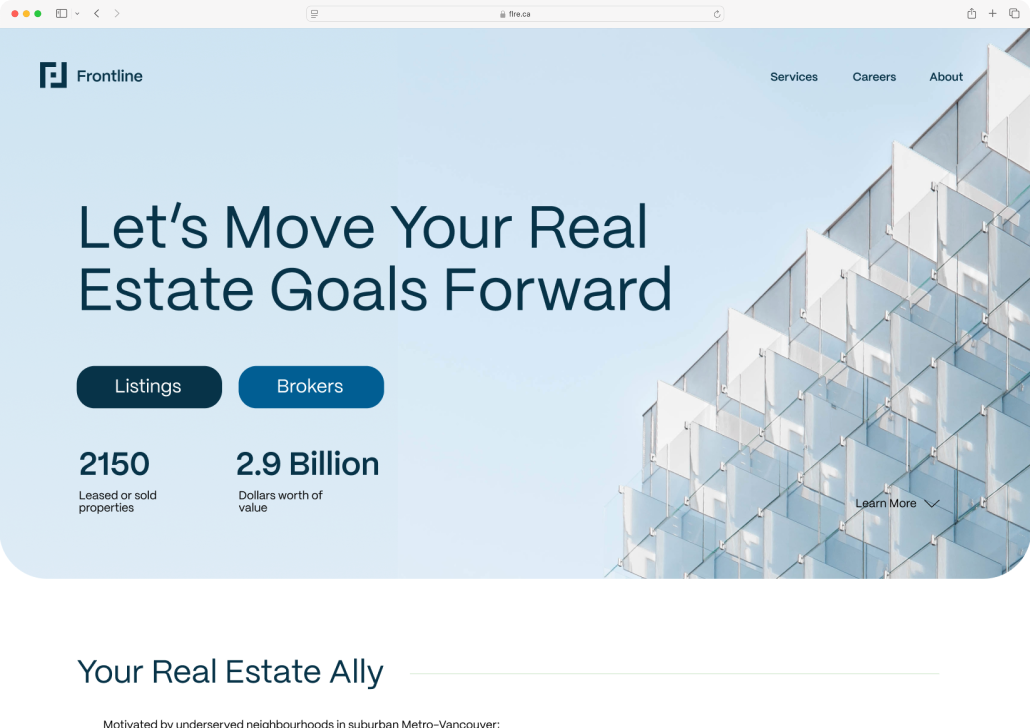 flre.ca
Frontline
Services Careers About
Let's Move Your Real
Estate Goals Forward
Listings Brokers
2150
Leased or sold
properties
2.9 Billion
Dollars worth of
value
Learn More
Your Real Estate Ally
Motivated by underserved neighbourhoods in suburban Metro-Vancouver;